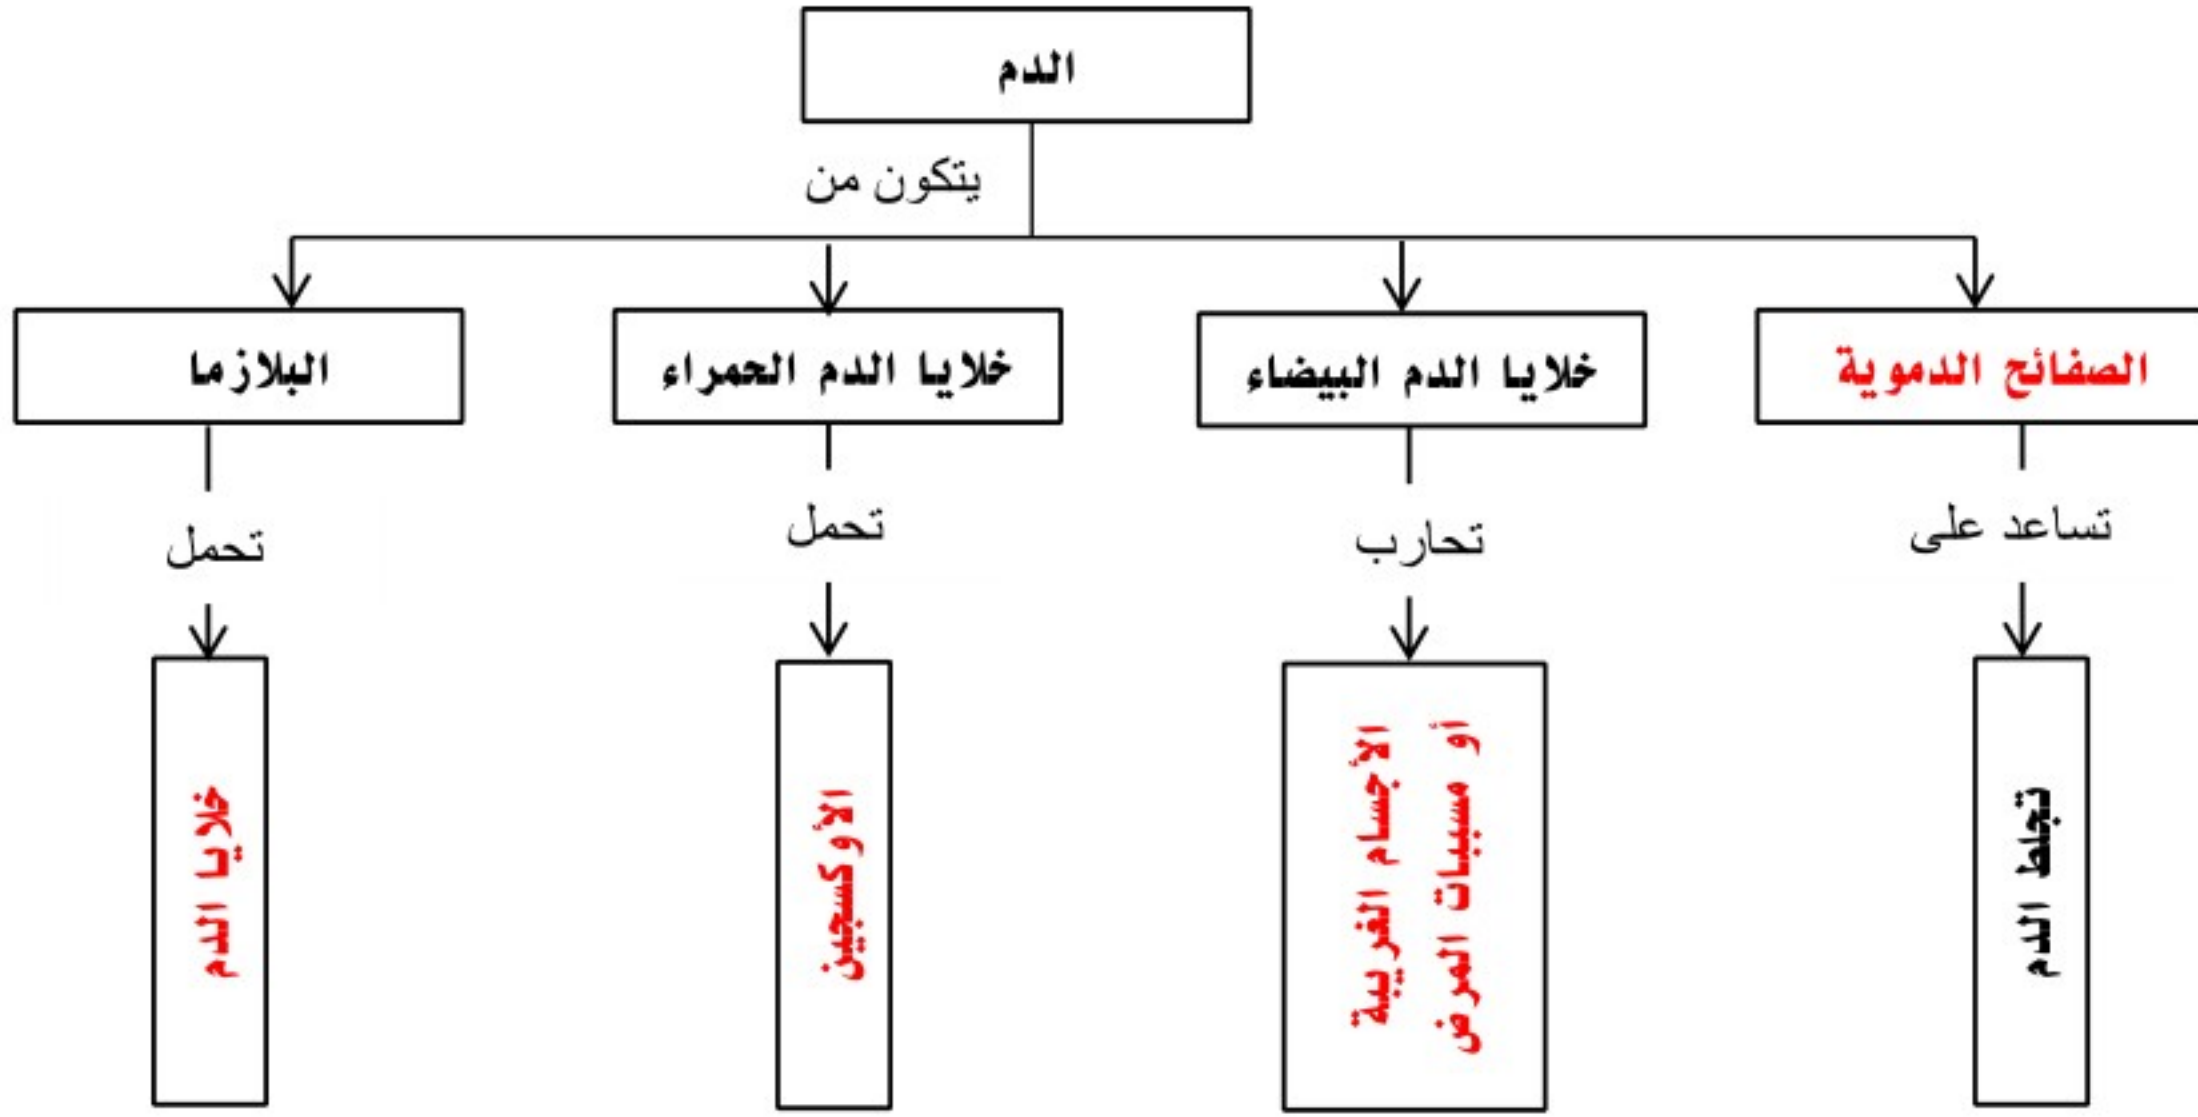 الدم
يتكون من
الصفائح الدموية
خلايا الدم البيضاء
خلايا الدم الحمراء
البلازما
تساعد على
تحارب
تحمل
تحمل
تجلط الدم
الأجسام الغريبة
أو مسببات المرض
الأوكسجين
خلايا الدم